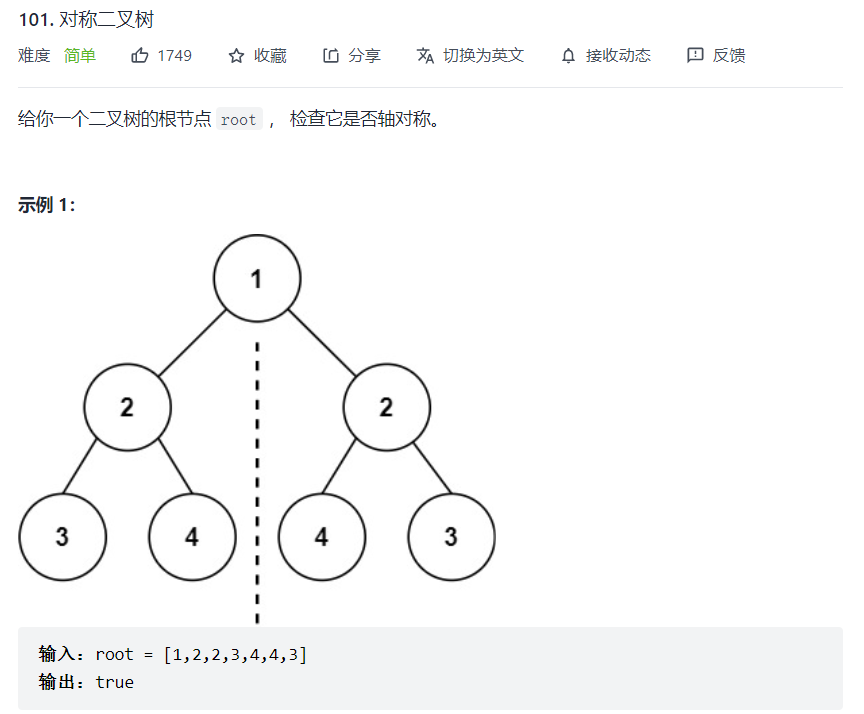 101. 对称二叉树
难度 简单 1749 收藏 分享 切换为英文 接收动态 反馈
给你一个二叉树的根节点 root ， 检查它是否轴对称。
示例 1：
1
2 2
3 4 4 3
输入：root = [1,2,2,3,4,4,3]
输出：true